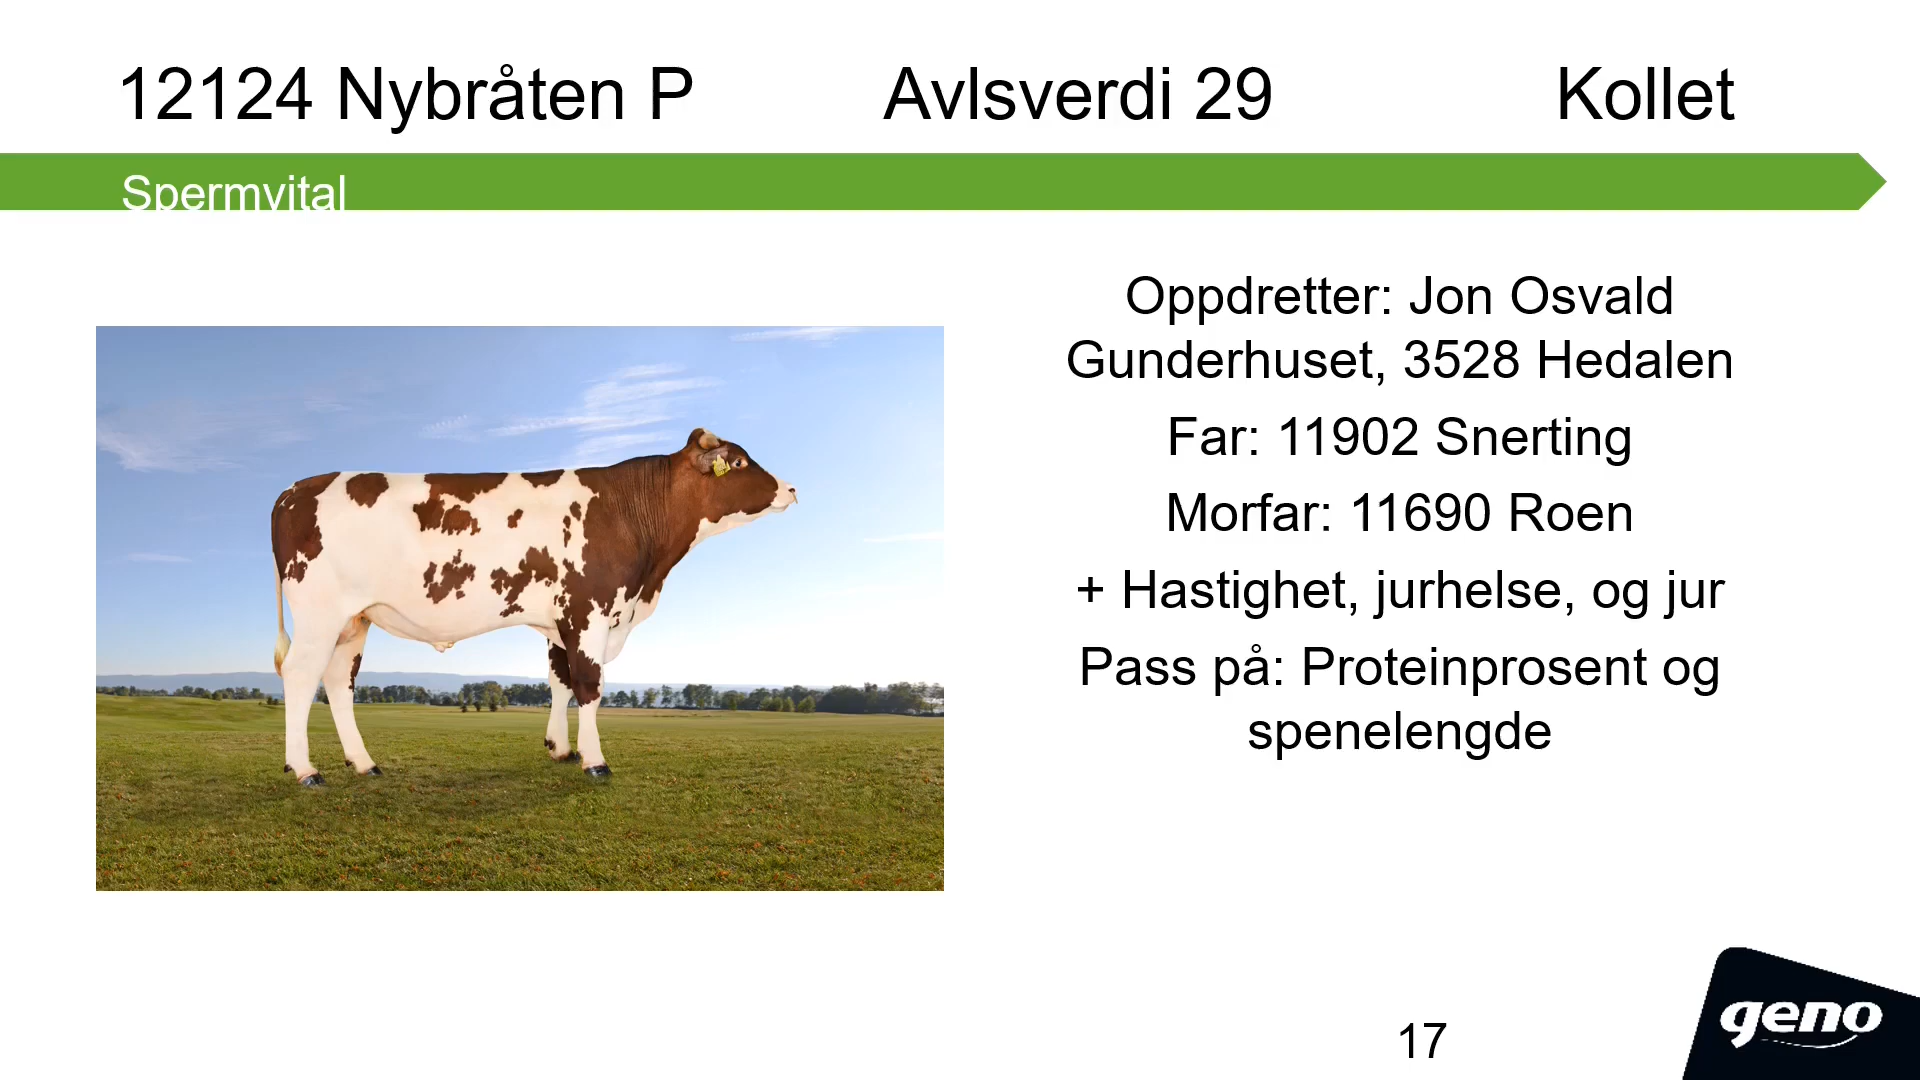 12124 Nybråten P Avlsverdi 29 Kollet
Spermvital
Oppdretter: Jon Osvald
Gunderhuset, 3528 Hedalen
Far: 11902 Snerting
Morfar: 11690 Roen
+ Hastighet, jurhelse, og jur
Pass på: Proteinprosent og
spenelengde
17
geno